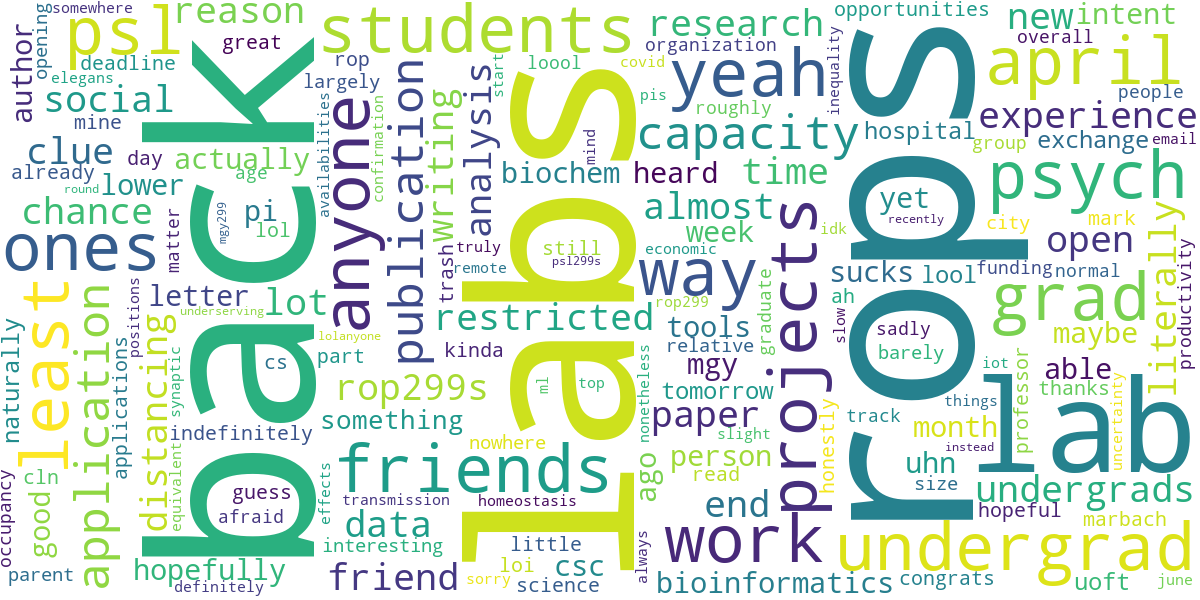 somewhere
opening
author
psl
reason
great
deadline
elegans
social
mine
clue
day
already
round
lower
chance
ones
pi
lol
age
actually
mgy299
matter
back
students
rop
largely
loool
start
availabilities
anyone
confirmation
publication
writing
analysis
biochem
mind
labs
still
psl299s
truly
remote
trash
research
organization
covid
pis
yeah
roughly
capacity
heard
time
almost
week
economic
idk
way
inequality
opportunities
hospital
rops
yet
recently
new
intent
overall
april
people
experience
group
exchange
email
psych
city
mark
open
productivity
literally
sucks
lool
funding
normal
ah
slow
sadly
barely
grad
maybe
able
thanks
iot
professor
things
lab
track
month
instead
uncertainty
uhn
size
undergrads
hopeful
marbach
undergrad
congrats
uoft
june
projects
honestly
graduate
rop299
tools
relative
mgy
tomorrow
paper
slight
person
read
ago
nonetheless
end
work
bioinformatics
always
restricted
kinda
lolanyone
part
rop299s
something
ml
top
nowhere
friends
transmission
homeostasis
effects
data
interesting
friend
little
loi
csc
sorry
science
letter
lot
underserving
positions
least
naturally
application
applications
distancing
synaptic
cs
indefinitely
equivalent
guess
afraid
cln
good
occupancy
parent
hopefully
definitely